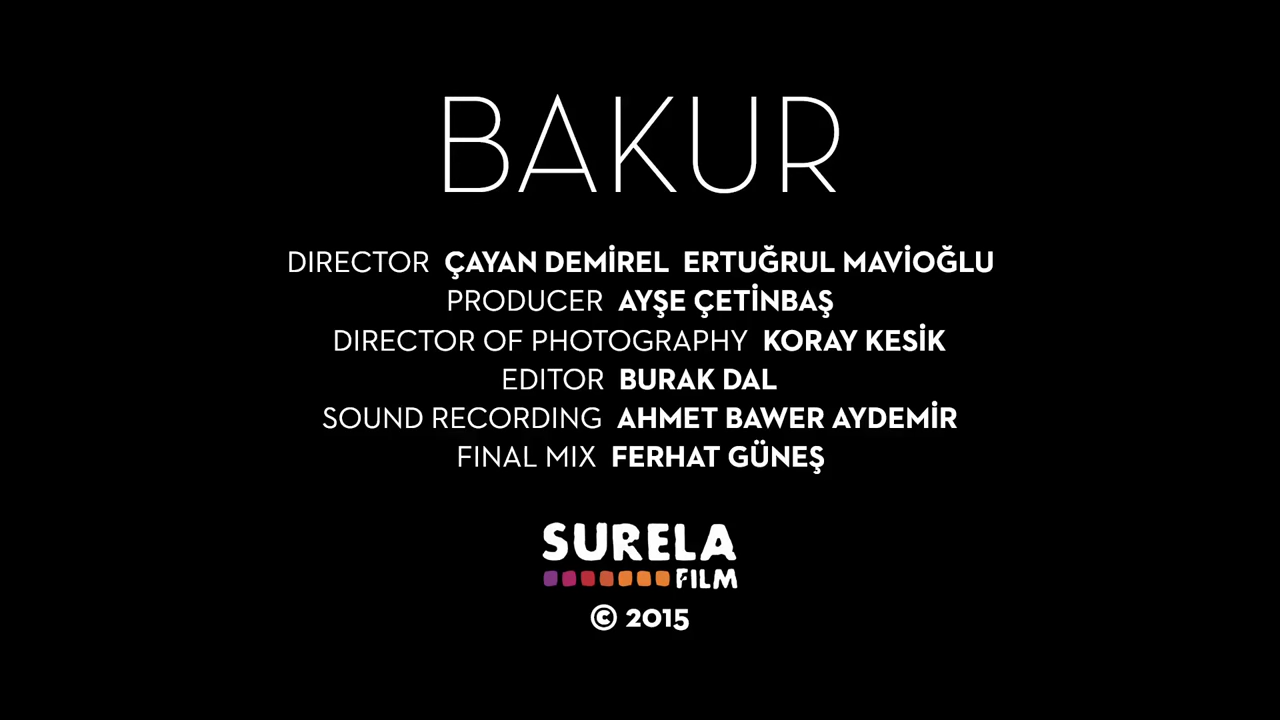 BAKUR
DIRECTOR ÇAYAN DEMİREL ERTUĞRUL MAVİOĞLU
PRODUCER AYŞE ÇETİNBAŞ
DIRECTOR OF PHOTOGRAPHY KORAY KESİK
EDITOR BURAK DAL
SOUND RECORDING AHMET BAWER AYDEMİR
FINAL MIX FERHAT GÜNEŞ
SURELA
FILM
© 2015